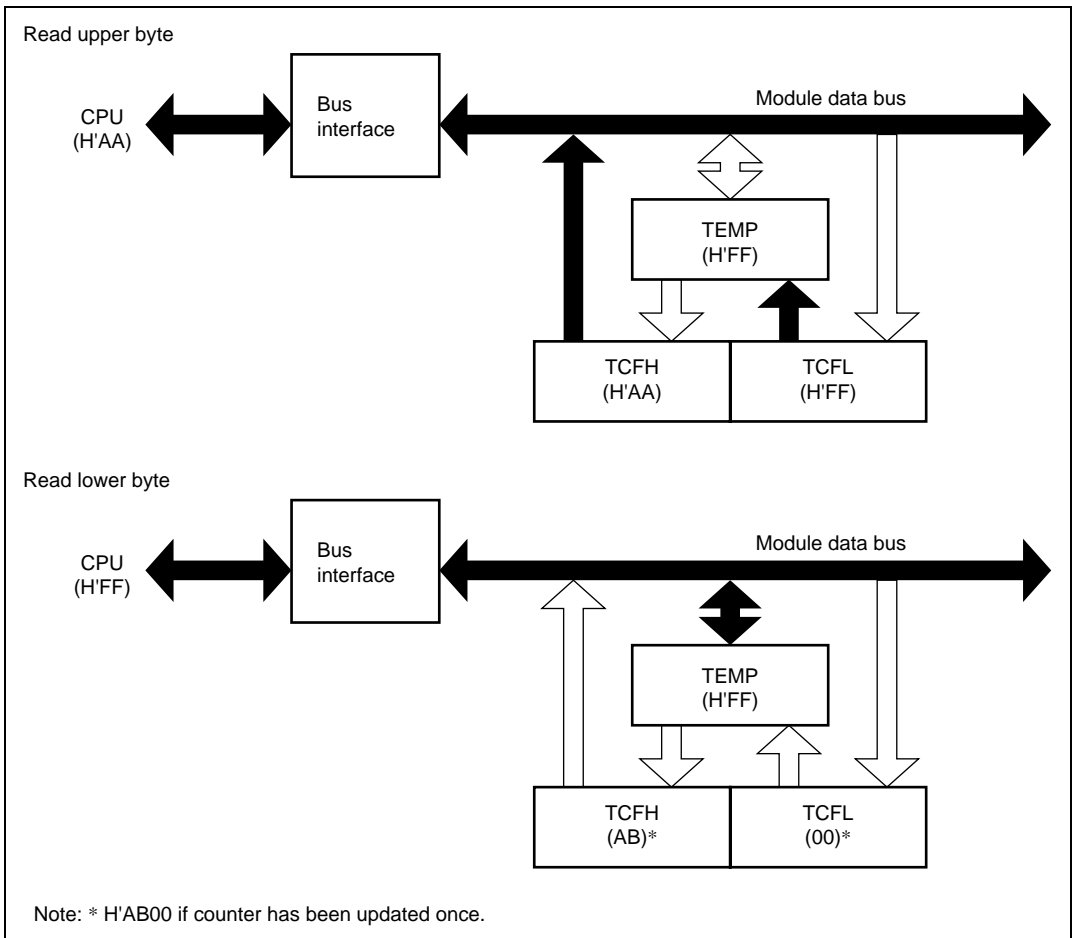 Read upper byte
CPU
(H'AA)
Bus
interface
Module data bus
TEMP
(H'FF)
TCFH
(H'AA)
TCFL
(H'FF)
Read lower byte
CPU
(H'FF)
Bus
interface
Module data bus
TEMP
(H'FF)
TCFH
(AB)*
TCFL
(00)*
Note: * H'AB00 if counter has been updated once.